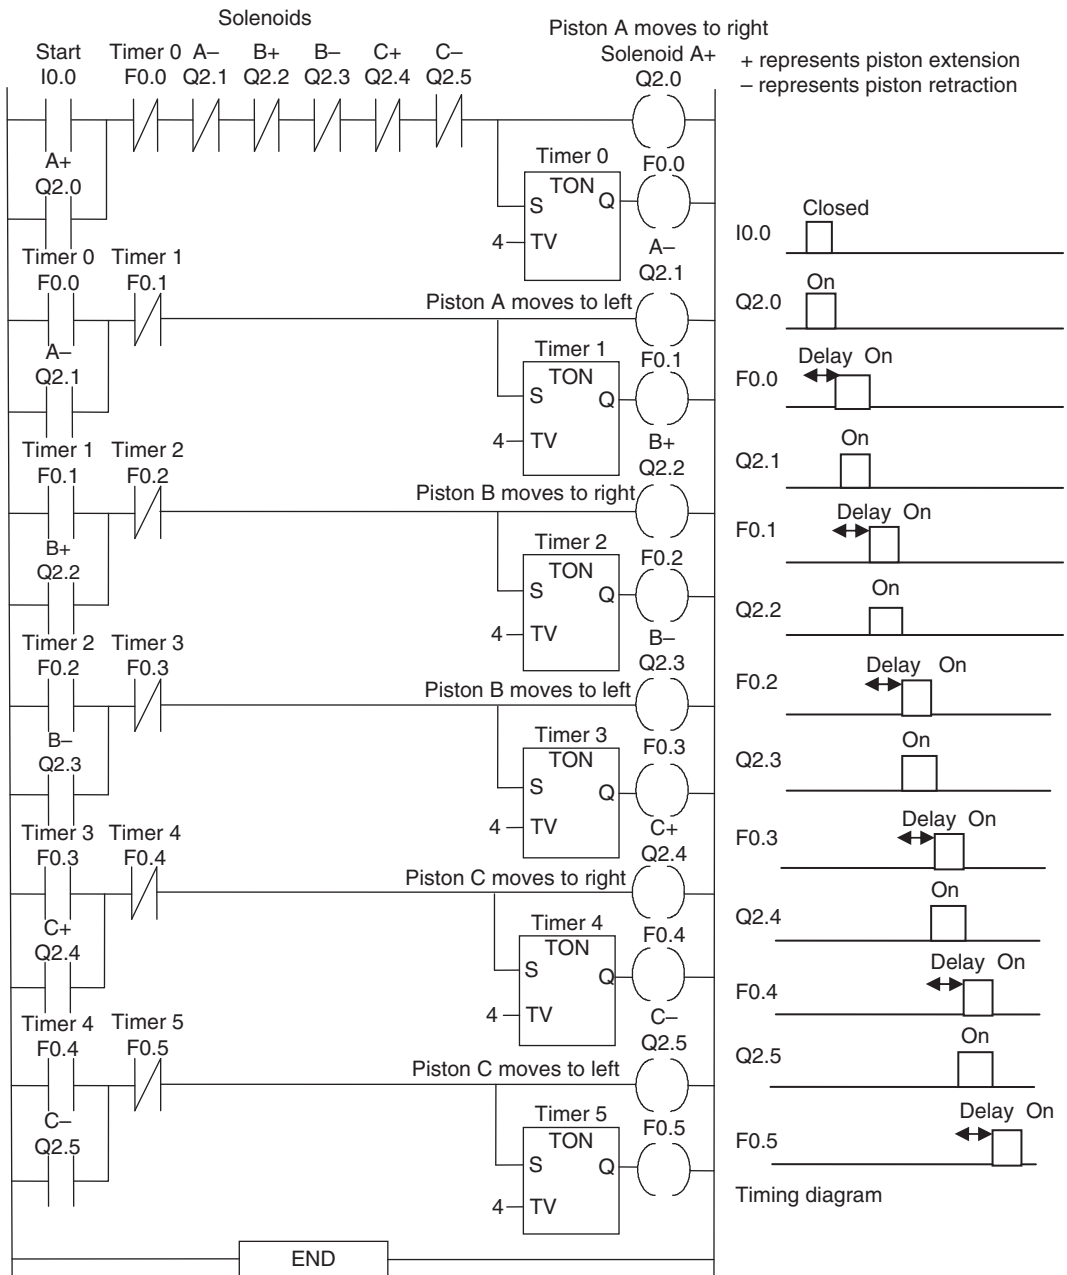 Solenoids
Piston A moves to right
Start Timer 0 A– B+ B– C+ C– Solenoid A+
I0.0 F0.0 Q2.1 Q2.2 Q2.3 Q2.4 Q2.5 Q2.0
+ represents piston extension
– represents piston retraction
A+
Q2.0
Timer 0
F0.0
TON
S Q
4 TV
Timer 0 Timer 1
F0.0 F0.1
A–
Q2.1
Piston A moves to left
A–
Q2.1
Timer 1
F0.1
TON
S Q
4 TV
Timer 1 Timer 2
F0.1 F0.2
B+
Q2.2
Piston B moves to right
B+
Q2.2
Timer 2
F0.2
TON
S Q
4 TV
Timer 2 Timer 3
F0.2 F0.3
B–
Q2.3
Piston B moves to left
B–
Q2.3
Timer 3
F0.3
TON
S Q
4 TV
Timer 3 Timer 4
F0.3 F0.4
C+
Q2.4
Piston C moves to right
C+
Q2.4
Timer 4
F0.4
TON
S Q
4 TV
Timer 4 Timer 5
F0.4 F0.5
C–
Q2.5
Piston C moves to left
C–
Q2.5
Timer 5
F0.5
TON
S Q
4 TV
END
Closed
I0.0
On
Q2.0
Delay On
F0.0
On
Q2.1
Delay On
F0.1
On
Q2.2
Delay On
F0.2
On
Q2.3
Delay On
F0.3
On
Q2.4
Delay On
F0.4
On
Q2.5
Delay On
F0.5
Timing diagram